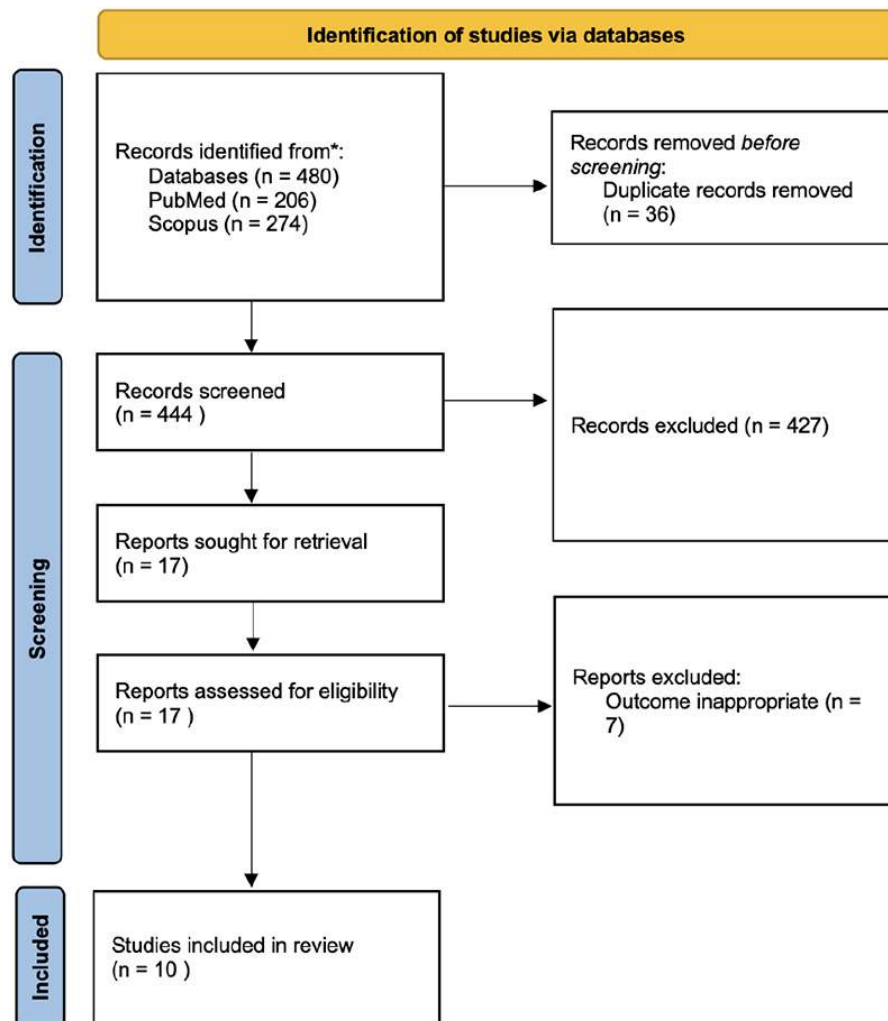 Identification of studies via databases
Identification
Records identified from*:
Databases (n = 480)
PubMed (n = 206)
Scopus (n = 274)
Records removed before
screening:
Duplicate records removed
(n = 36)
Screening
Records screened
(n = 444 )
Records excluded (n = 427)
Reports sought for retrieval
(n = 17)
Reports assessed for eligibility
(n = 17 )
Reports excluded:
Outcome inappropriate (n =
7)
Included
Studies included in review
(n = 10 )